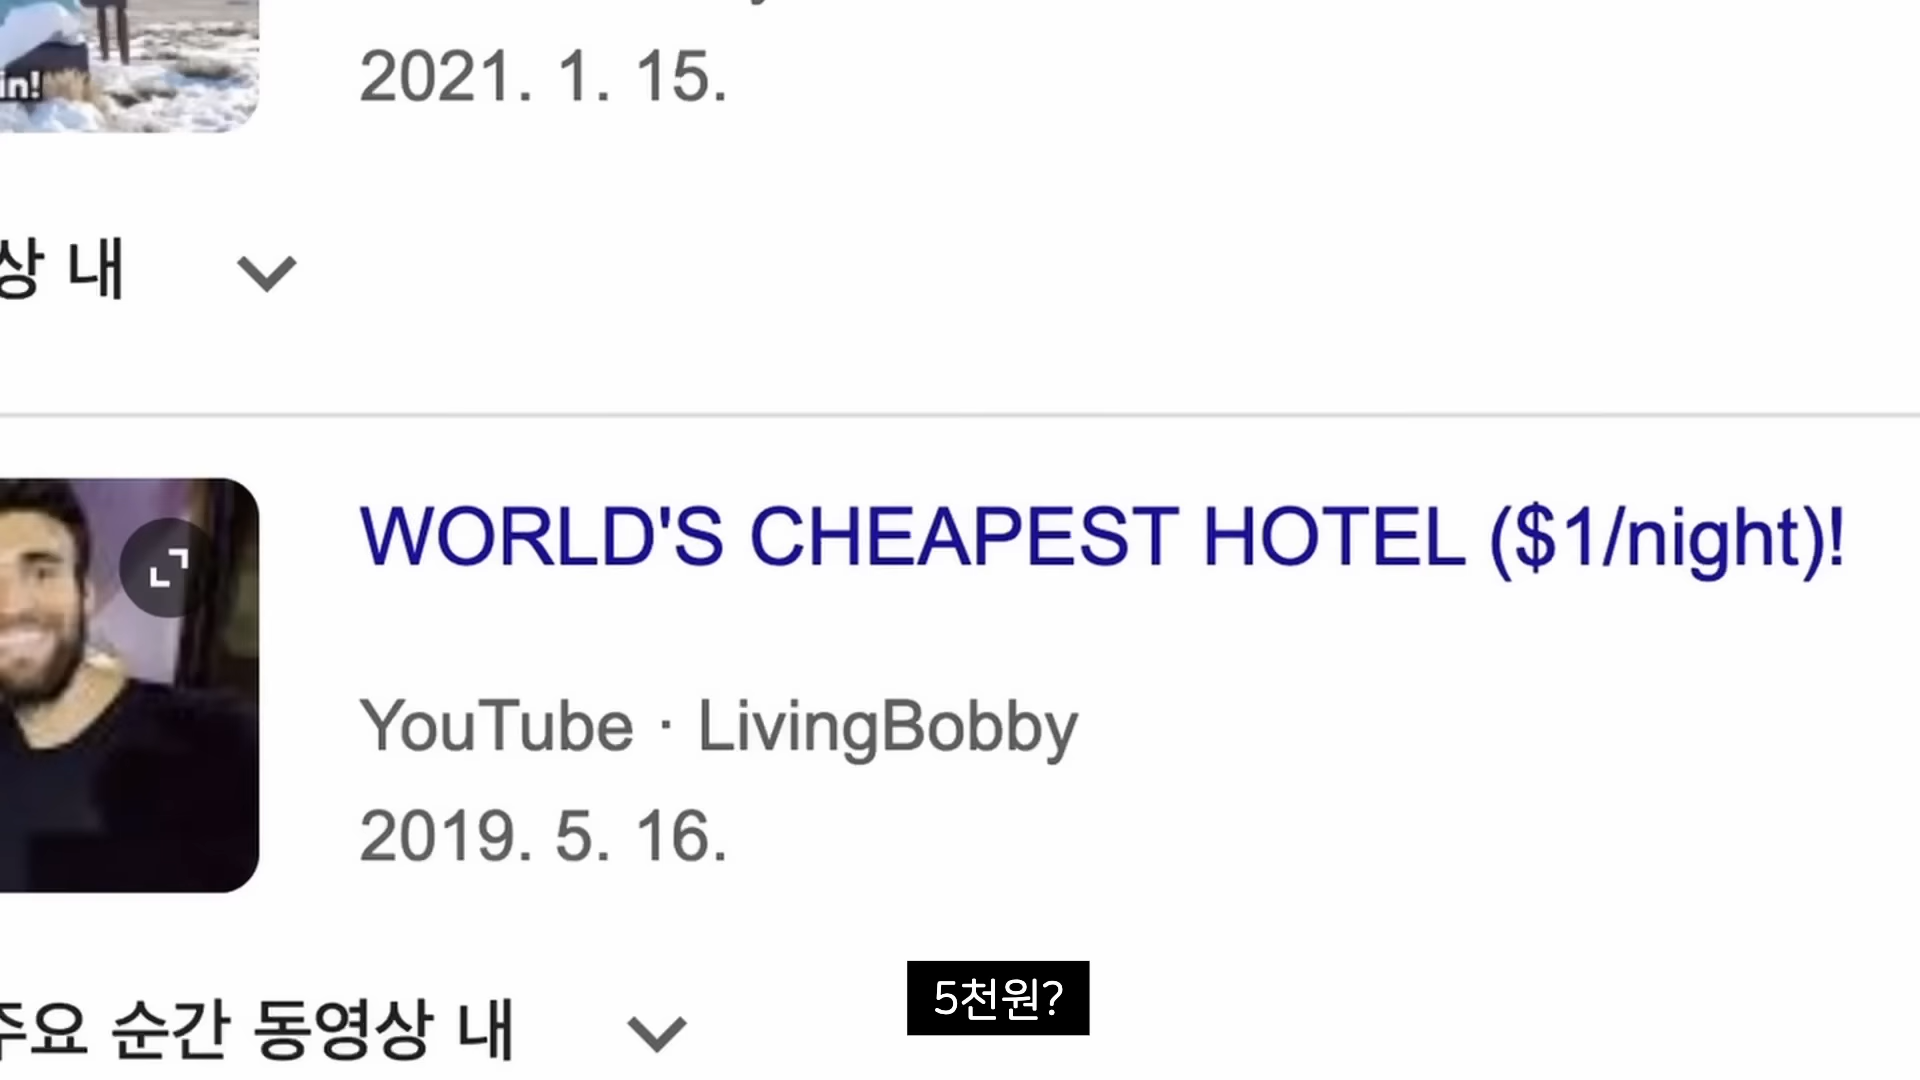 in!
2021. 1. 15.
상 내
WORLD'S CHEAPEST HOTEL ($1/night)!
YouTube · LivingBobby
2019. 5. 16.
주요 순간 동영상 내
5천원?